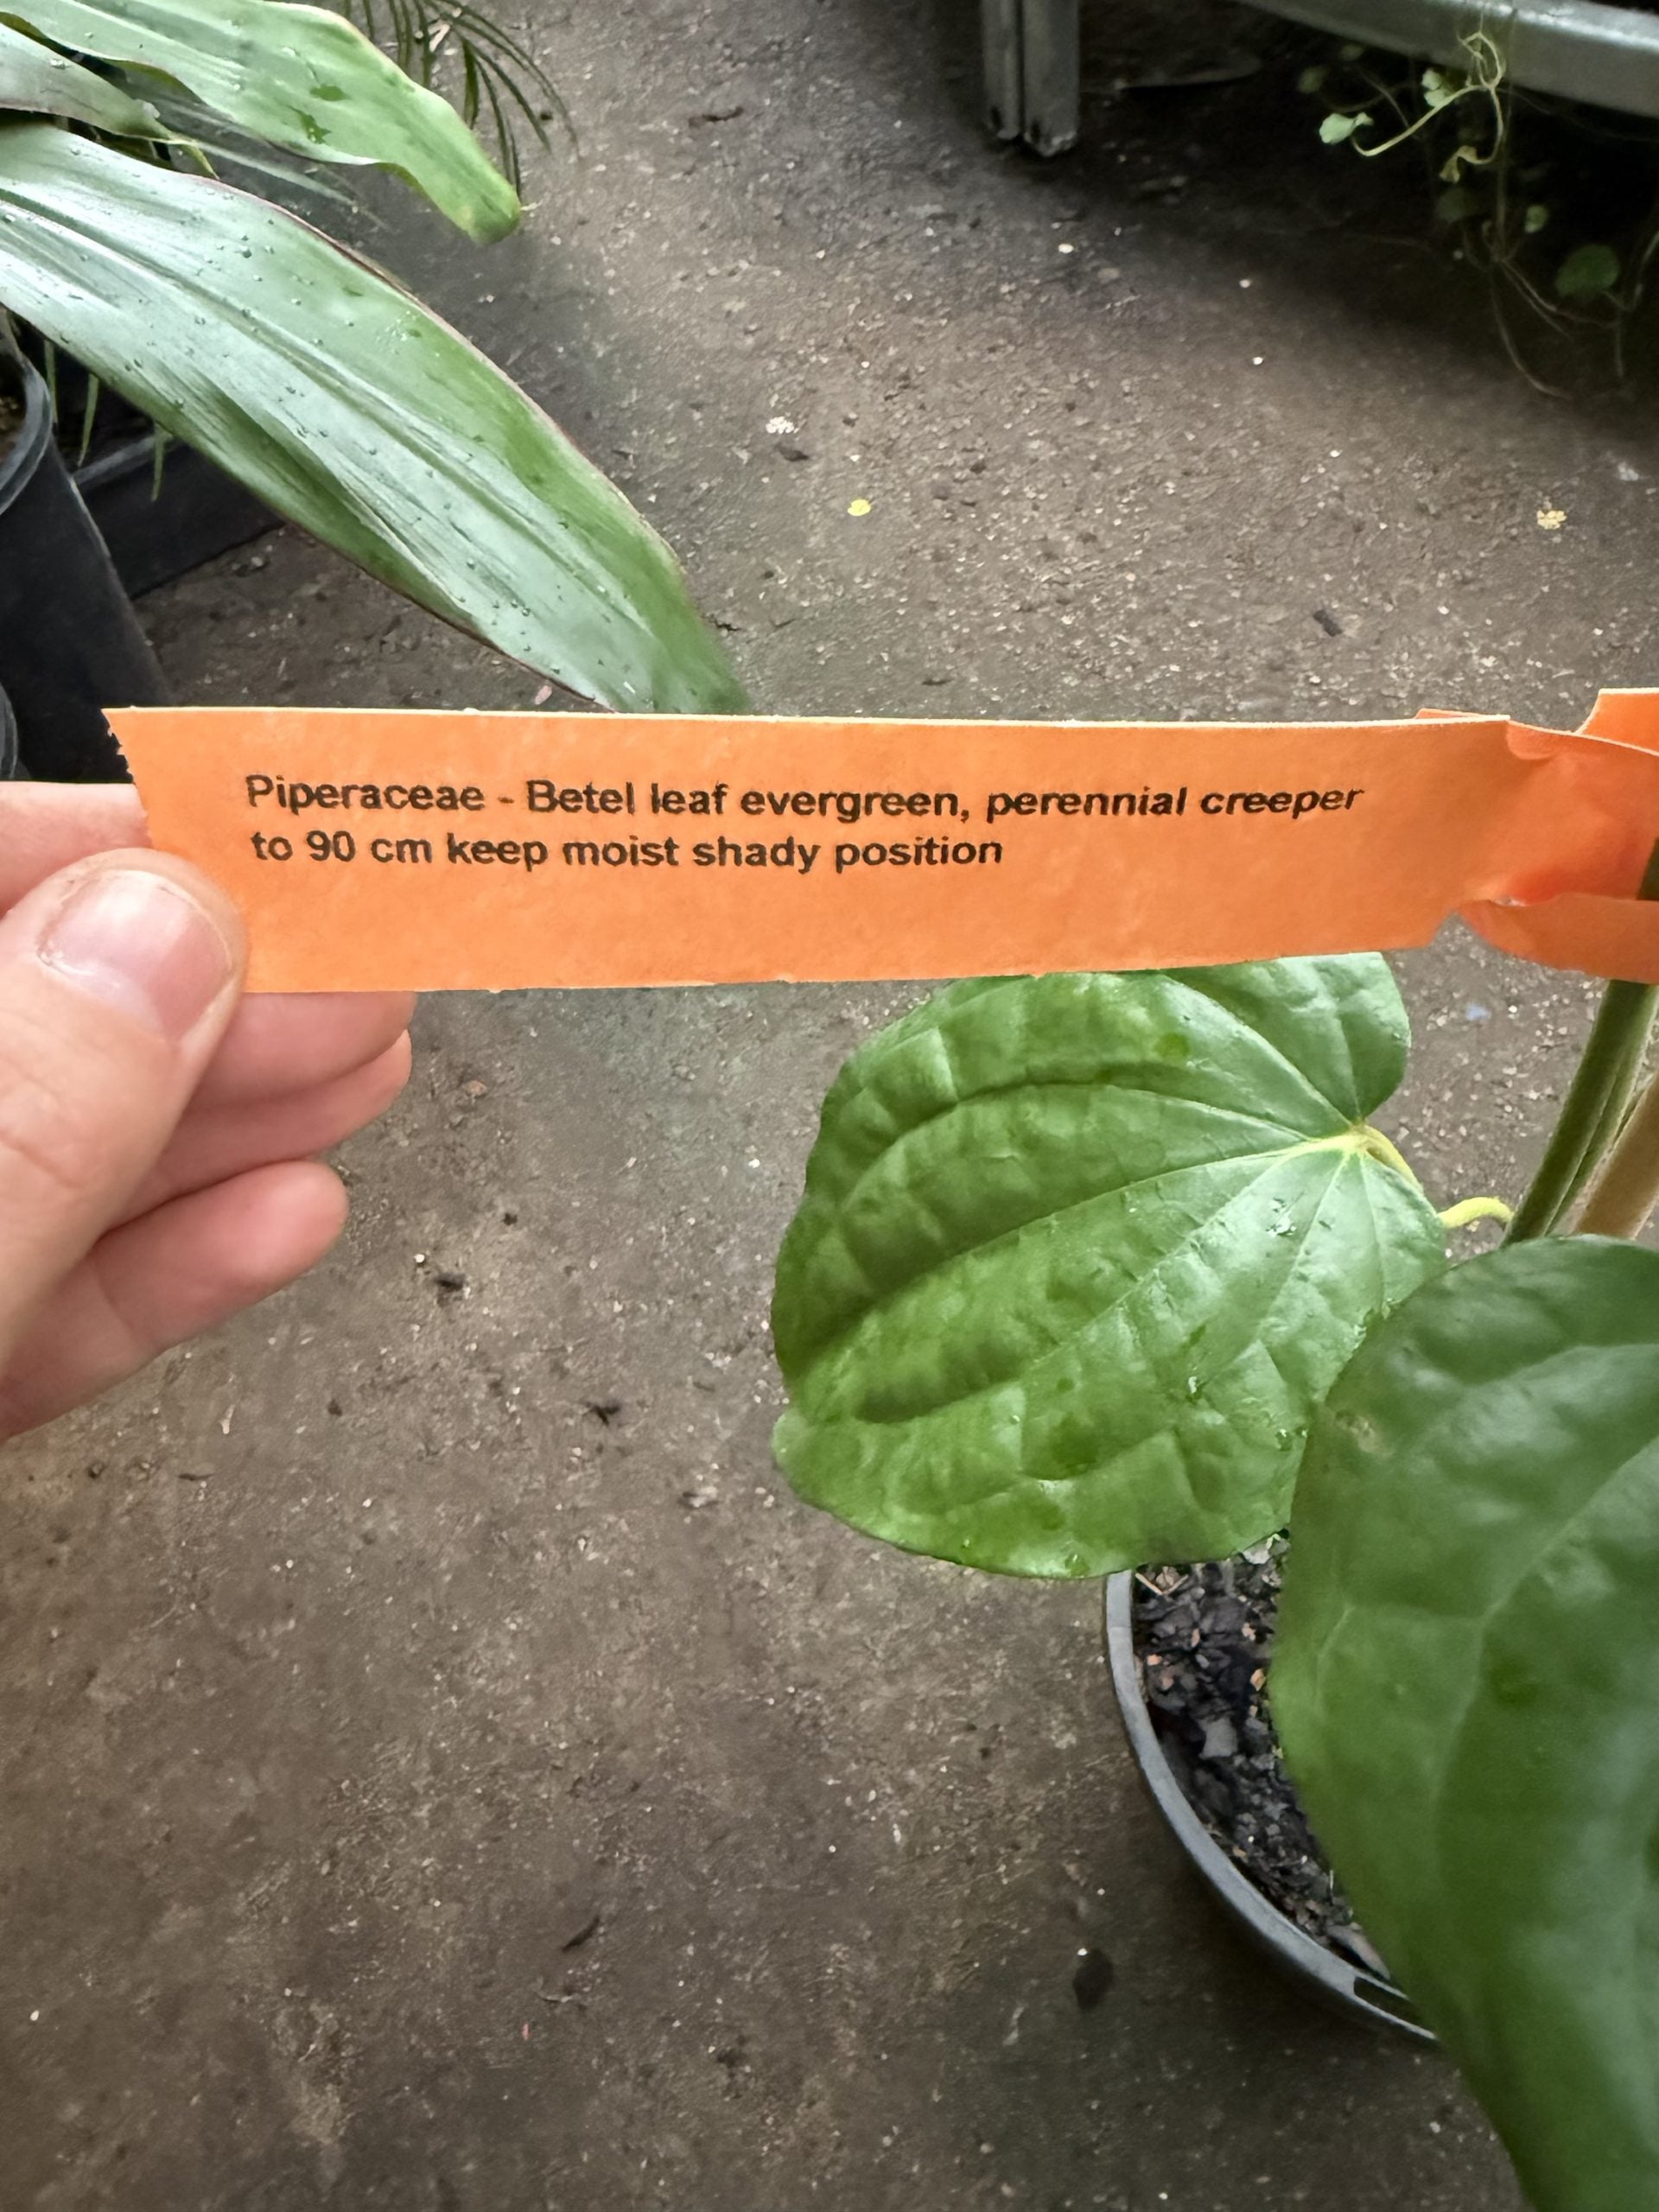 Piperaceae - Betel leaf evergreen, perennial creeper
to 90 cm keep moist shady position